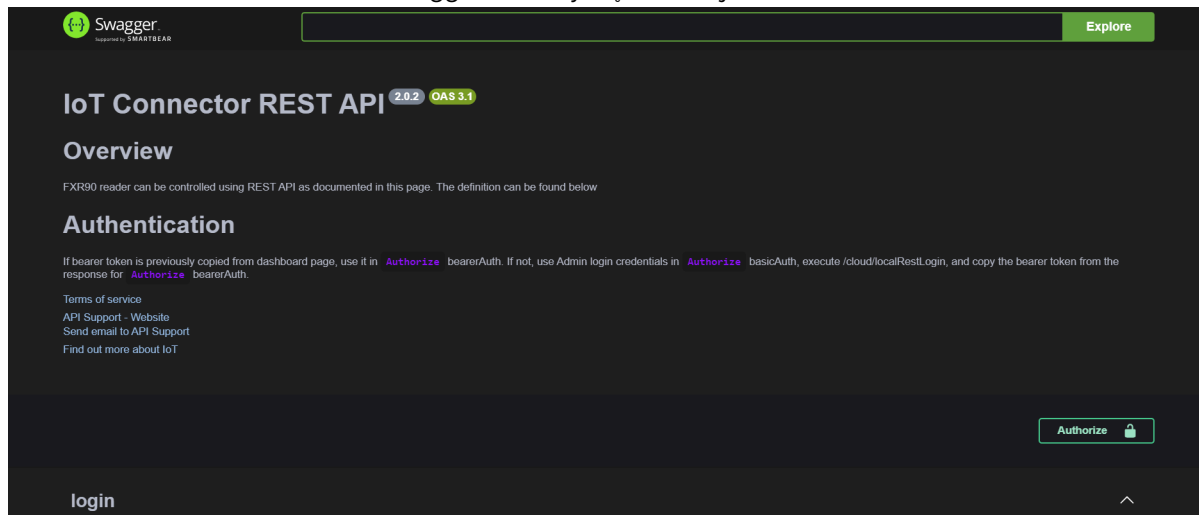 Swagger.
Supported by SMARTBEAR
Explore
IoT Connector REST API 2.0.2 OAS 3.1
Overview
FXR90 reader can be controlled using REST API as documented in this page. The definition can be found below
Authentication
If bearer token is previously copied from dashboard page, use it in Authorize bearerAuth. If not, use Admin login credentials in Authorize basicAuth, execute /cloud/localRestLogin, and copy the bearer token from the
response for Authorize bearerAuth.
Terms of service
API Support - Website
Send email to API Support
Find out more about IoT
Authorize
login